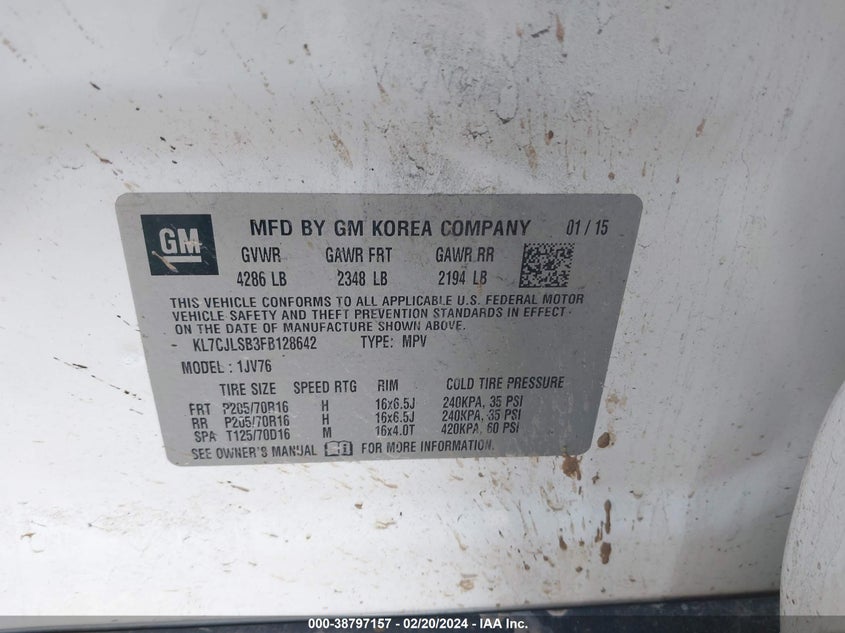 GM
MFD BY GM KOREA COMPANY 01 / 15
GVWR GAWR FRT GAWR RR
4286 LB 2348 LB 2194 LB
THIS VEHICLE CONFORMS TO ALL APPLICABLE U.S. FEDERAL MOTOR
VEHICLE SAFETY AND THEFT PREVENTION STANDARDS IN EFFECT
ON THE DATE OF MANUFACTURE SHOWN ABOVE.
KL7CJLSB3FB128642 TYPE: MPV
MODEL : 1JV76
TIRE SIZE SPEED RTG RIM COLD TIRE PRESSURE
FRT P205/70R16 H 16x6.5J 240KPA, 35 PSI
RR P205/70R16 H 16x6.5J 240KPA, 35 PSI
SPA T125/70D16 M 16x4.0T 420KPA, 60 PSI
SEE OWNER'S MANUAL FOR MORE INFORMATION.
000-38797157 - 02/20/2024 - IAA Inc.